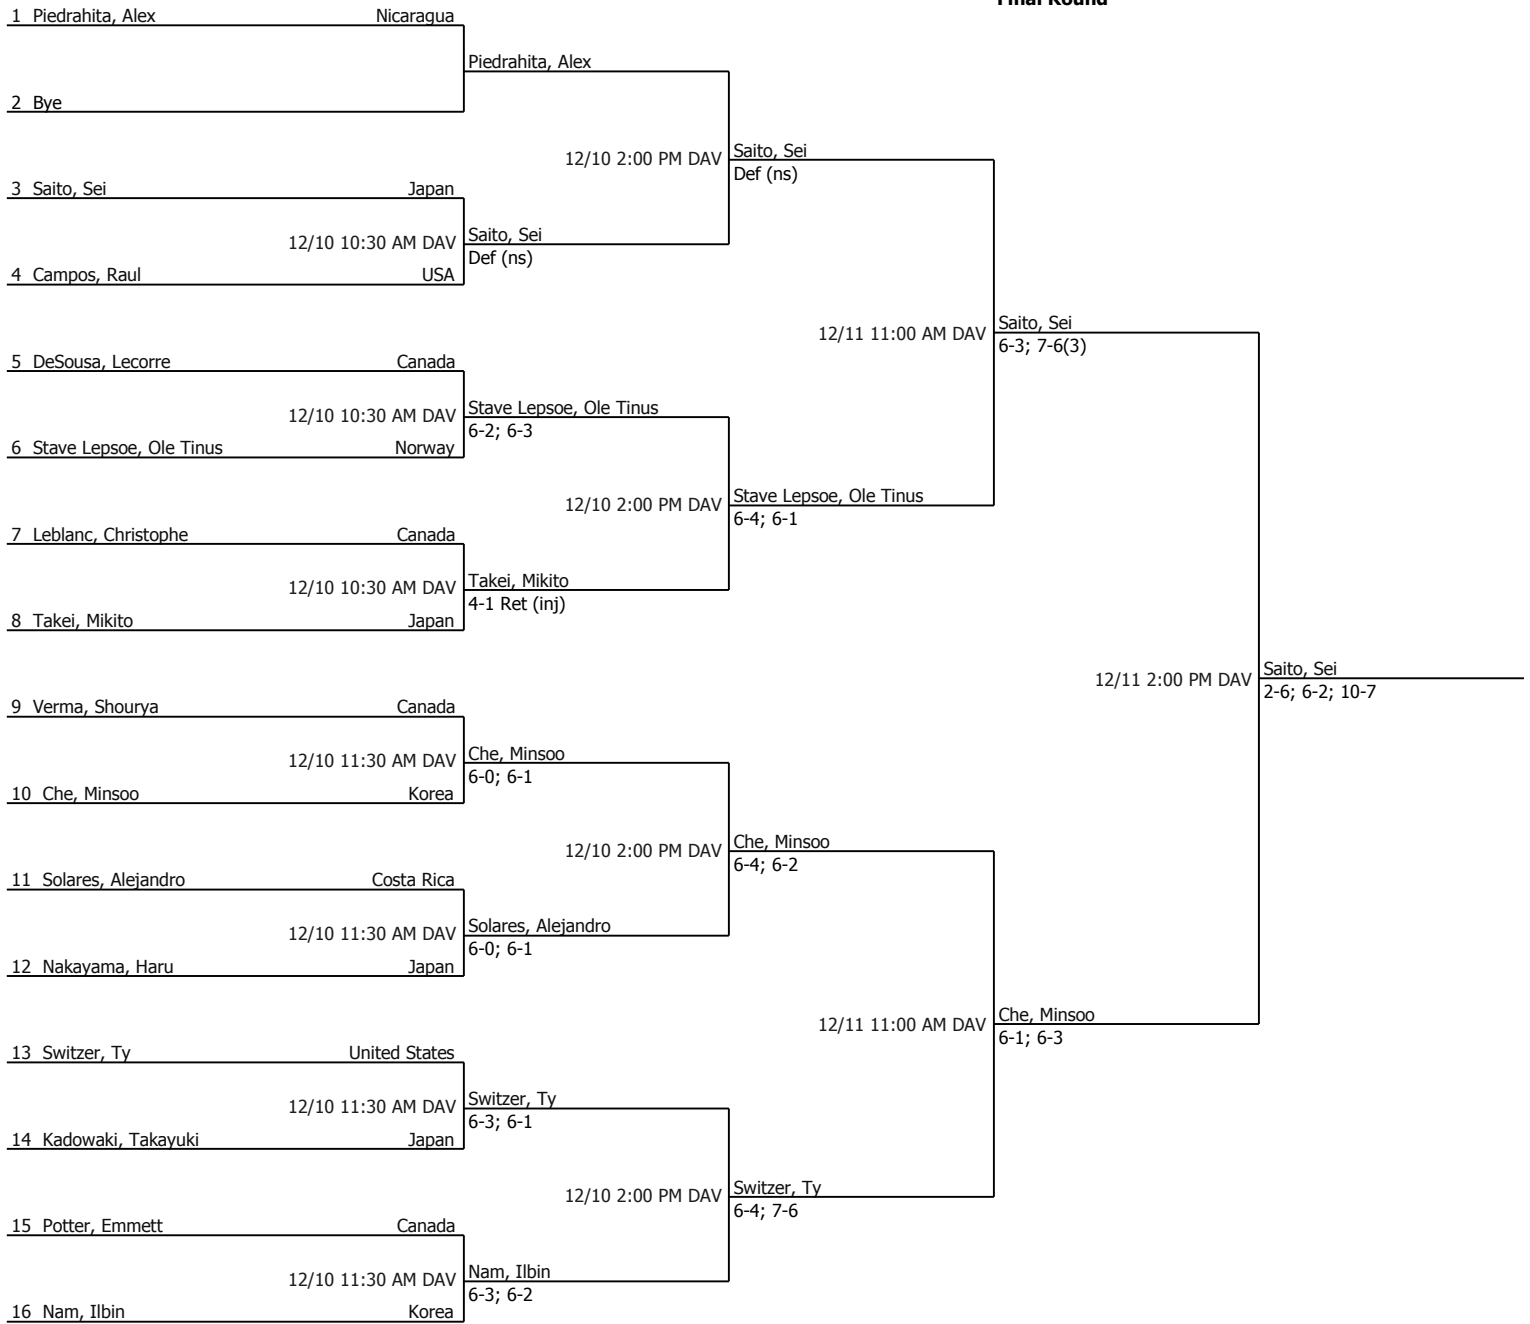 Final Round
1 Piedrahita, Alex Nicaragua
Piedrahita, Alex
2 Bye
12/10 2:00 PM DAV Saito, Sei
Def (ns)
3 Saito, Sei Japan
12/10 10:30 AM DAV Saito, Sei
Def (ns)
4 Campos, Raul USA
12/11 11:00 AM DAV Saito, Sei
6-3; 7-6(3)
5 DeSousa, Lecorre Canada
12/10 10:30 AM DAV Stave Lepsoe, Ole Tinus
6-2; 6-3
6 Stave Lepsoe, Ole Tinus Norway
12/10 2:00 PM DAV Stave Lepsoe, Ole Tinus
6-4; 6-1
7 Leblanc, Christophe Canada
12/10 10:30 AM DAV Takei, Mikito
4-1 Ret (inj)
8 Takei, Mikito Japan
12/11 2:00 PM DAV Saito, Sei
2-6; 6-2; 10-7
9 Verma, Shourya Canada
12/10 11:30 AM DAV Che, Minsoo
6-0; 6-1
10 Che, Minsoo Korea
12/10 2:00 PM DAV Che, Minsoo
6-4; 6-2
11 Solares, Alejandro Costa Rica
12/10 11:30 AM DAV Solares, Alejandro
6-0; 6-1
12 Nakayama, Haru Japan
12/11 11:00 AM DAV Che, Minsoo
6-1; 6-3
13 Switzer, Ty United States
12/10 11:30 AM DAV Switzer, Ty
6-3; 6-1
14 Kadowaki, Takayuki Japan
12/10 2:00 PM DAV Switzer, Ty
6-4; 7-6
15 Potter, Emmett Canada
12/10 11:30 AM DAV Nam, Ilbin
6-3; 6-2
16 Nam, Ilbin Korea